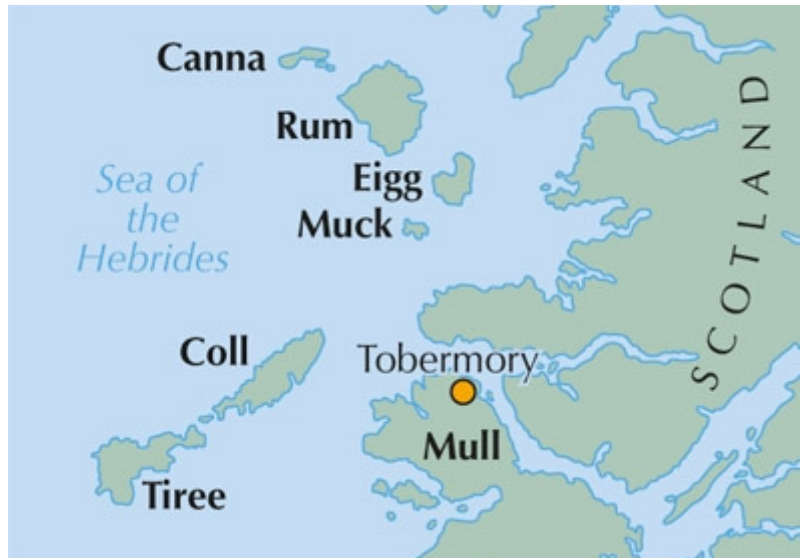 Canna
Rum
Eigg
Muck
Sea of
the
Hebrides
SCOTLAND
Coll
Tobermory
Mull
Tiree